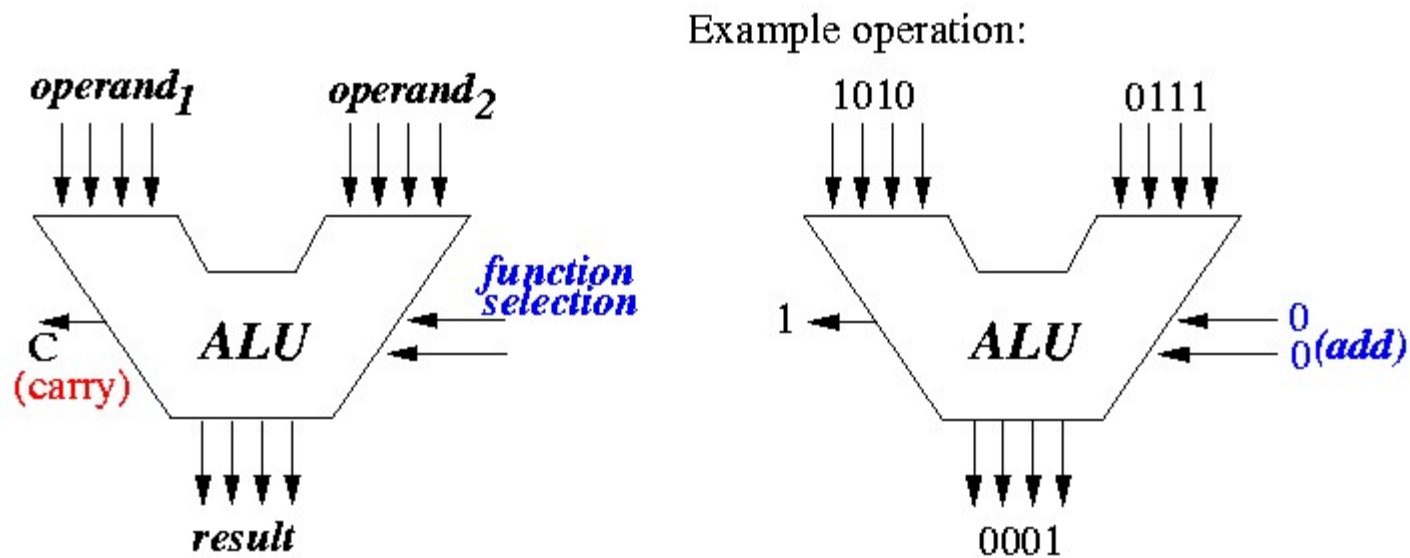 Example operation:
operand1 operand2
1010 0111
function
selection
C
(carry)
ALU
1
ALU
0
0 (add)
result
0001